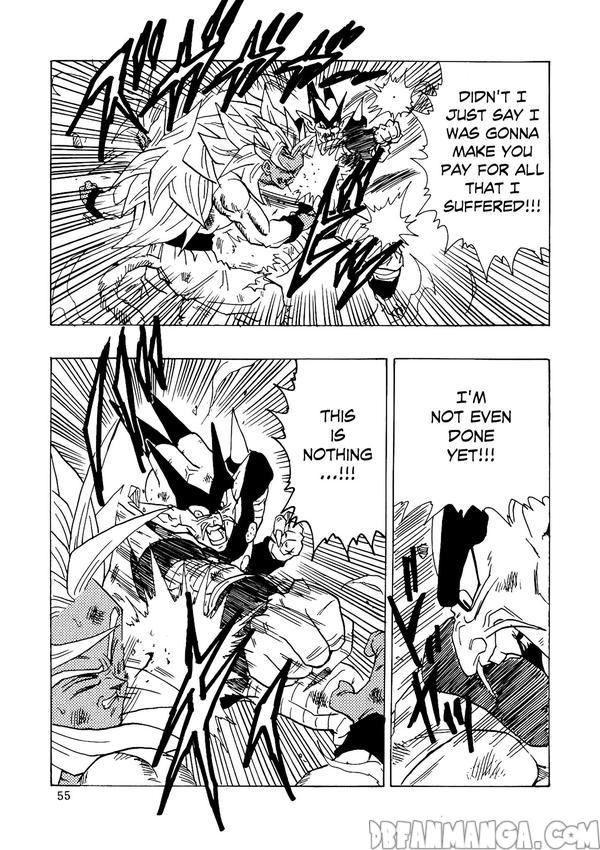 DIDN'T I
JUST SAY I
WAS GONNA
MAKE YOU
PAY FOR ALL
THAT I
SUFFERED!!!
I'M
NOT EVEN
DONE
YET!!!
THIS
IS
NOTHING
...!!!
55
DBFANMANGA.COM